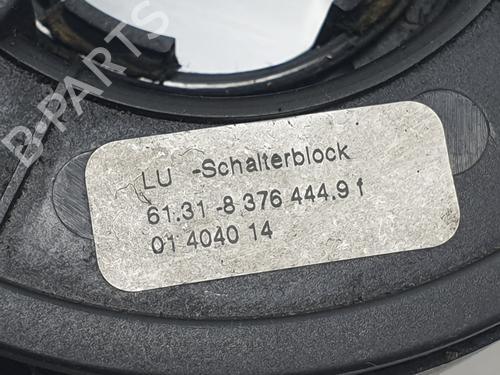 B-PARTS
LU -Schalterblock
61.31 -8 376 444.9 f
01 4040 14